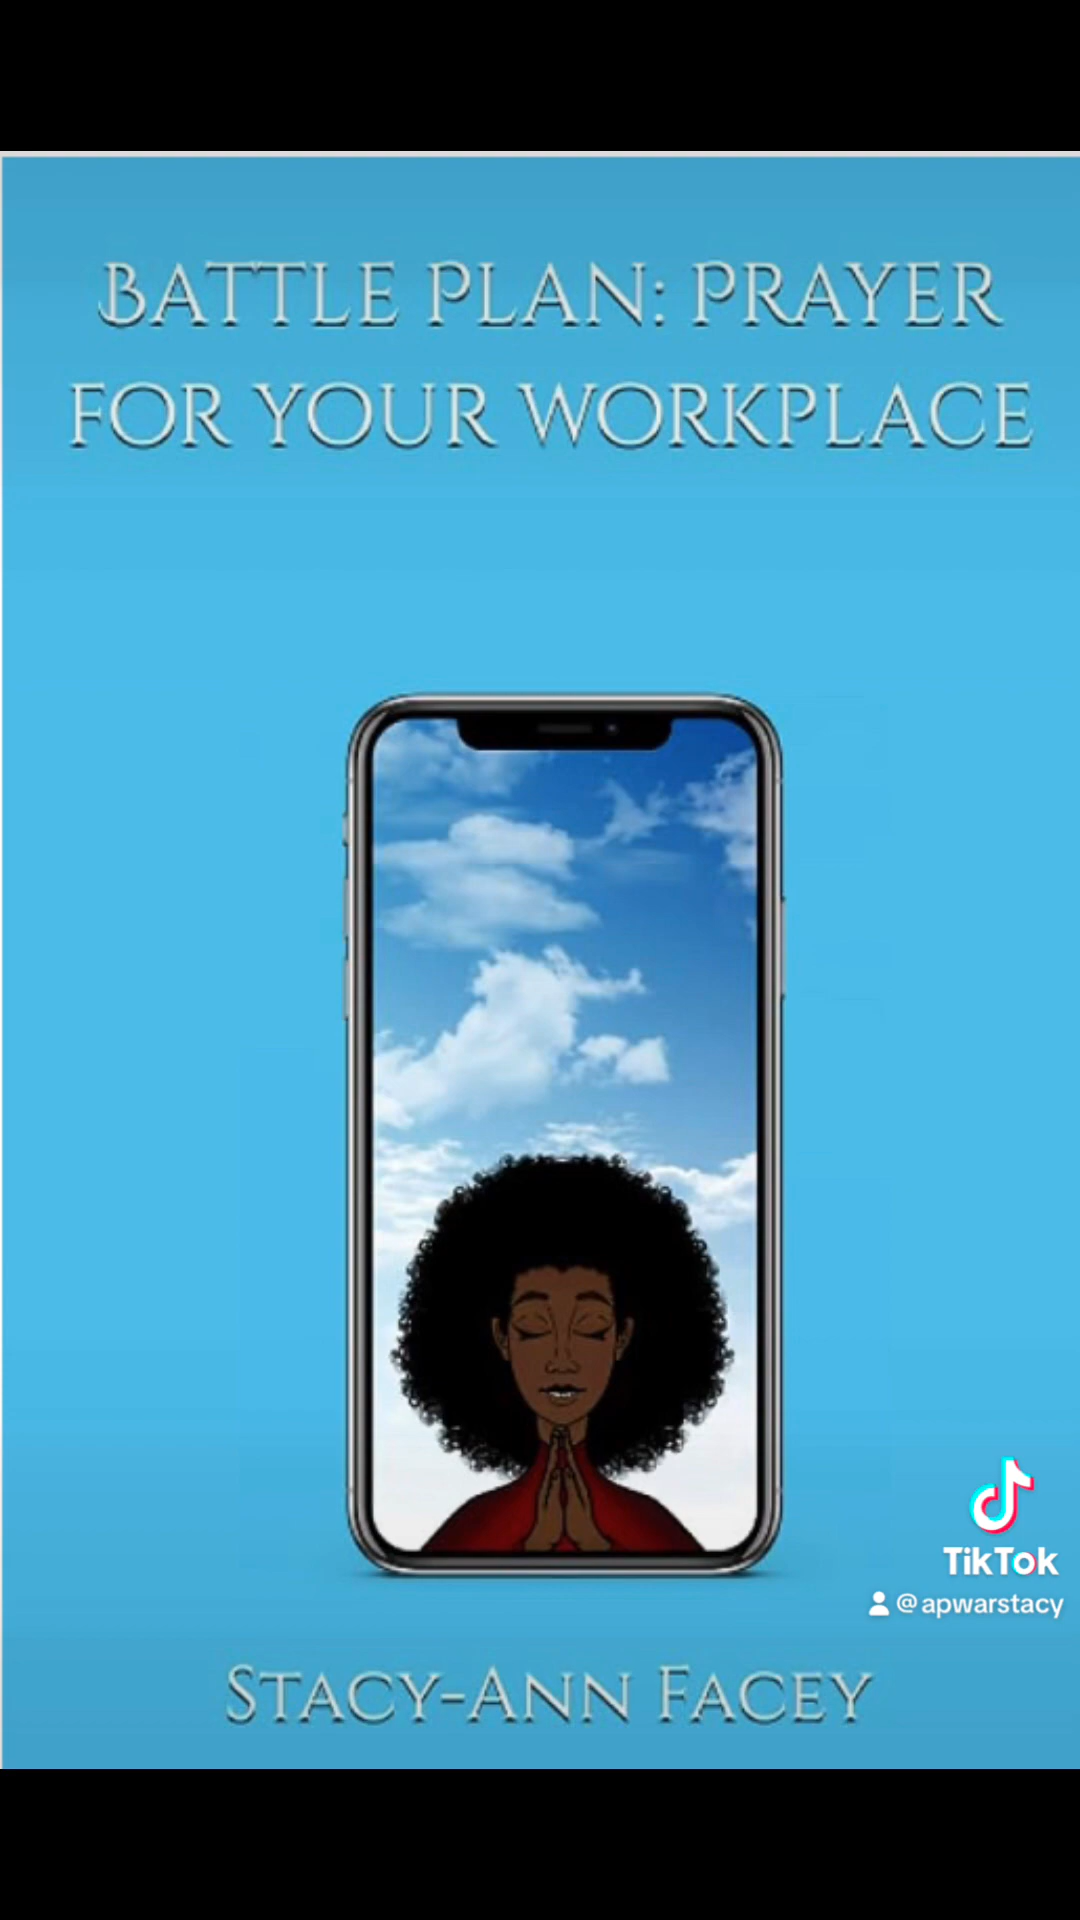 Battle Plan: Prayer
for your workplace
TikTok
@apwarstacy
Stacy-Ann Facey